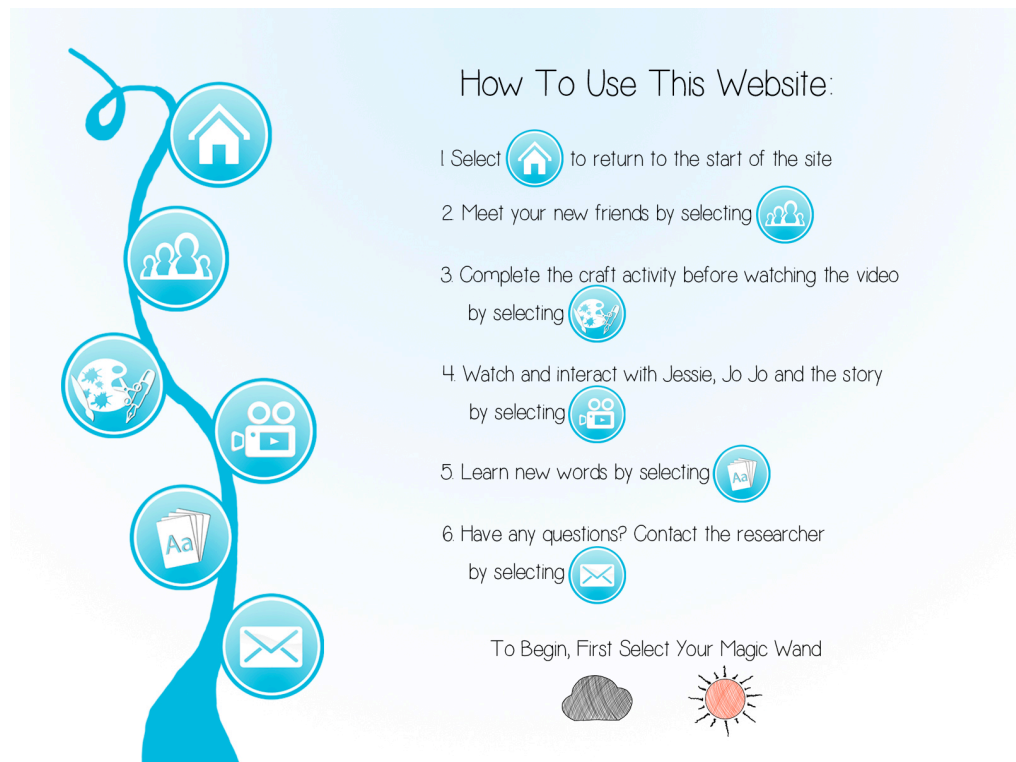 How To Use This Website:
1. Select to return to the start of the site
2. Meet your new friends by selecting
3. Complete the craft activity before watching the video
by selecting
4. Watch and interact with Jessie, Jo Jo and the story
by selecting
Aa
5. Learn new words by selecting
Aa
6. Have any questions? Contact the researcher
by selecting
To Begin, First Select Your Magic Wand